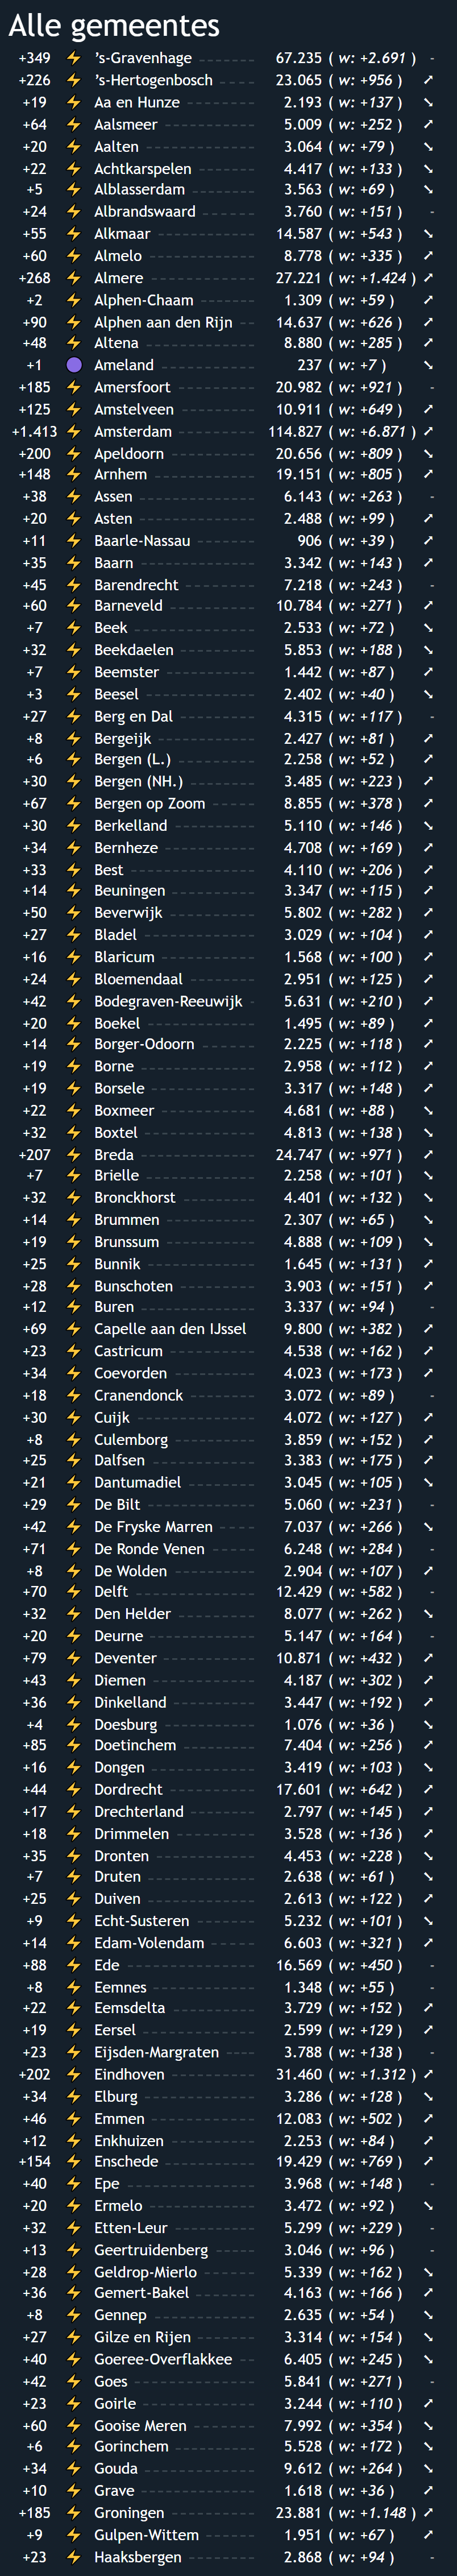 Alle gemeentes
+349 ⚡ ’s-Gravenhage 67.235 ( w: +2.691 ) -
+226 ⚡ ’s-Hertogenbosch 23.065 ( w: +956 ) ➚
+19 ⚡ Aa en Hunze 2.193 ( w: +137 ) ➘
+64 ⚡ Aalsmeer 5.009 ( w: +252 ) ➚
+20 ⚡ Aalten 3.064 ( w: +79 ) ➘
+22 ⚡ Achtkarspelen 4.417 ( w: +133 ) ➘
+5 ⚡ Alblasserdam 3.563 ( w: +69 ) ➘
+24 ⚡ Albrandswaard 3.760 ( w: +151 ) -
+55 ⚡ Alkmaar 14.587 ( w: +543 ) ➘
+60 ⚡ Almelo 8.778 ( w: +335 ) ➚
+268 ⚡ Almere 27.221 ( w: +1.424 ) ➚
+2 ⚡ Alphen-Chaam 1.309 ( w: +59 ) ➚
+90 ⚡ Alphen aan den Rijn 14.637 ( w: +626 ) ➚
+48 ⚡ Altena 8.880 ( w: +285 ) ➚
+1 🟣 Ameland 237 ( w: +7 ) ➘
+185 ⚡ Amersfoort 20.982 ( w: +921 ) -
+125 ⚡ Amstelveen 10.911 ( w: +649 ) ➚
+1.413 ⚡ Amsterdam 114.827 ( w: +6.871 ) ➚
+200 ⚡ Apeldoorn 20.656 ( w: +809 ) ➘
+148 ⚡ Arnhem 19.151 ( w: +805 ) ➚
+38 ⚡ Assen 6.143 ( w: +263 ) -
+20 ⚡ Asten 2.488 ( w: +99 ) ➚
+11 ⚡ Baarle-Nassau 906 ( w: +39 ) ➚
+35 ⚡ Baarn 3.342 ( w: +143 ) ➚
+45 ⚡ Barendrecht 7.218 ( w: +243 ) -
+60 ⚡ Barneveld 10.784 ( w: +271 ) ➚
+7 ⚡ Beek 2.533 ( w: +72 ) ➘
+32 ⚡ Beekdaelen 5.853 ( w: +188 ) ➘
+7 ⚡ Beemster 1.442 ( w: +87 ) ➚
+3 ⚡ Beesel 2.402 ( w: +40 ) ➘
+27 ⚡ Berg en Dal 4.315 ( w: +117 ) -
+8 ⚡ Bergeijk 2.427 ( w: +81 ) ➚
+6 ⚡ Bergen (L.) 2.258 ( w: +52 ) ➚
+30 ⚡ Bergen (NH.) 3.485 ( w: +223 ) ➚
+67 ⚡ Bergen op Zoom 8.855 ( w: +378 ) ➚
+30 ⚡ Berkelland 5.110 ( w: +146 ) ➘
+34 ⚡ Bernheze 4.708 ( w: +169 ) ➚
+33 ⚡ Best 4.110 ( w: +206 ) ➚
+14 ⚡ Beuningen 3.347 ( w: +115 ) ➚
+50 ⚡ Beverwijk 5.802 ( w: +282 ) ➚
+27 ⚡ Bladel 3.029 ( w: +104 ) ➚
+16 ⚡ Blaricum 1.568 ( w: +100 ) ➚
+24 ⚡ Bloemendaal 2.951 ( w: +125 ) ➚
+42 ⚡ Bodegraven-Reeuwijk 5.631 ( w: +210 ) ➚
+20 ⚡ Boekel 1.495 ( w: +89 ) ➚
+14 ⚡ Borger-Odoorn 2.225 ( w: +118 ) ➚
+19 ⚡ Borne 2.958 ( w: +112 ) ➚
+19 ⚡ Borsele 3.317 ( w: +148 ) ➚
+22 ⚡ Boxmeer 4.681 ( w: +88 ) ➘
+32 ⚡ Boxtel 4.813 ( w: +138 ) ➘
+207 ⚡ Breda 24.747 ( w: +971 ) ➚
+7 ⚡ Brielle 2.258 ( w: +101 ) ➘
+32 ⚡ Bronckhorst 4.401 ( w: +132 ) ➘
+14 ⚡ Brummen 2.307 ( w: +65 ) ➘
+19 ⚡ Brunssum 4.888 ( w: +109 ) ➘
+25 ⚡ Bunnik 1.645 ( w: +131 ) ➚
+28 ⚡ Bunschoten 3.903 ( w: +151 ) ➚
+12 ⚡ Buren 3.337 ( w: +94 ) -
+69 ⚡ Capelle aan den IJssel 9.800 ( w: +382 ) ➚
+23 ⚡ Castricum 4.538 ( w: +162 ) ➚
+34 ⚡ Coevorden 4.023 ( w: +173 ) ➚
+18 ⚡ Cranendonck 3.072 ( w: +89 ) -
+30 ⚡ Cuijk 4.072 ( w: +127 ) ➚
+8 ⚡ Culemborg 3.859 ( w: +152 ) ➚
+25 ⚡ Dalfsen 3.383 ( w: +175 ) ➚
+21 ⚡ Dantumadiel 3.045 ( w: +105 ) ➘
+29 ⚡ De Bilt 5.060 ( w: +231 ) -
+42 ⚡ De Fryske Marren 7.037 ( w: +266 ) ➘
+71 ⚡ De Ronde Venen 6.248 ( w: +284 ) -
+8 ⚡ De Wolden 2.904 ( w: +107 ) ➚
+70 ⚡ Delft 12.429 ( w: +582 ) -
+32 ⚡ Den Helder 8.077 ( w: +262 ) ➘
+20 ⚡ Deurne 5.147 ( w: +164 ) -
+79 ⚡ Deventer 10.871 ( w: +432 ) ➚
+43 ⚡ Diemen 4.187 ( w: +302 ) ➚
+36 ⚡ Dinkelland 3.447 ( w: +192 ) ➚
+4 ⚡ Doesburg 1.076 ( w: +36 ) ➘
+85 ⚡ Doetinchem 7.404 ( w: +256 ) ➚
+16 ⚡ Dongen 3.419 ( w: +103 ) ➘
+44 ⚡ Dordrecht 17.601 ( w: +642 ) ➚
+17 ⚡ Drechterland 2.797 ( w: +145 ) ➚
+18 ⚡ Drimmelen 3.528 ( w: +136 ) ➚
+35 ⚡ Dronten 4.453 ( w: +228 ) ➘
+7 ⚡ Druten 2.638 ( w: +61 ) ➘
+25 ⚡ Duiven 2.613 ( w: +122 ) ➚
+9 ⚡ Echt-Susteren 5.232 ( w: +101 ) ➘
+14 ⚡ Edam-Volendam 6.603 ( w: +321 ) ➚
+88 ⚡ Ede 16.569 ( w: +450 ) -
+8 ⚡ Eemnes 1.348 ( w: +55 ) -
+22 ⚡ Eemsdelta 3.729 ( w: +152 ) ➚
+19 ⚡ Eersel 2.599 ( w: +129 ) ➚
+23 ⚡ Eijsden-Margraten 3.788 ( w: +138 ) -
+202 ⚡ Eindhoven 31.460 ( w: +1.312 ) ➚
+34 ⚡ Elburg 3.286 ( w: +128 ) ➘
+46 ⚡ Emmen 12.083 ( w: +502 ) ➚
+12 ⚡ Enkhuizen 2.253 ( w: +84 ) ➚
+154 ⚡ Enschede 19.429 ( w: +769 ) ➚
+40 ⚡ Epe 3.968 ( w: +148 ) -
+20 ⚡ Ermelo 3.472 ( w: +92 ) ➘
+32 ⚡ Etten-Leur 5.299 ( w: +229 ) -
+13 ⚡ Geertruidenberg 3.046 ( w: +96 ) -
+28 ⚡ Geldrop-Mierlo 5.339 ( w: +162 ) ➘
+36 ⚡ Gemert-Bakel 4.163 ( w: +166 ) ➚
+8 ⚡ Gennep 2.635 ( w: +54 ) ➘
+27 ⚡ Gilze en Rijen 3.314 ( w: +154 ) ➘
+40 ⚡ Goeree-Overflakkee 6.405 ( w: +245 ) ➘
+42 ⚡ Goes 5.841 ( w: +271 ) -
+23 ⚡ Goirle 3.244 ( w: +110 ) ➚
+60 ⚡ Gooise Meren 7.992 ( w: +354 ) ➘
+6 ⚡ Gorinchem 5.528 ( w: +172 ) ➘
+34 ⚡ Gouda 9.612 ( w: +264 ) ➘
+10 ⚡ Grave 1.618 ( w: +36 ) ➚
+185 ⚡ Groningen 23.881 ( w: +1.148 ) ➚
+9 ⚡ Gulpen-Wittem 1.951 ( w: +67 ) ➚
+23 ⚡ Haaksbergen 2.868 ( w: +94 ) -